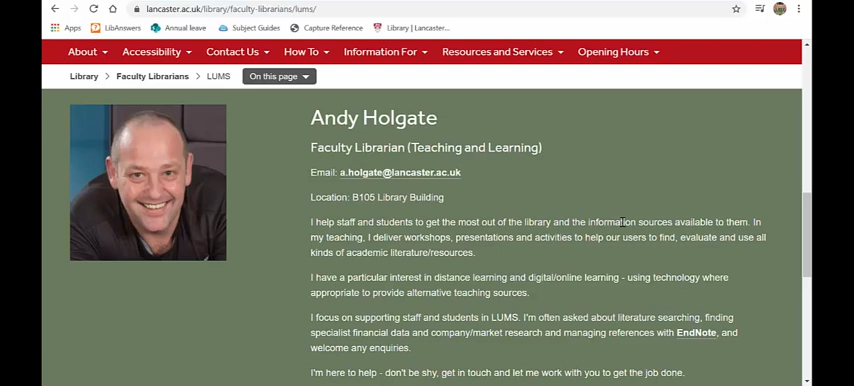 lancaster.ac.uk/library/faculty-librarians/lums/
Apps LibAnswers Annual leave Subject Guides Capture Reference Library | Lancaster...
About Accessibility Contact Us How To Information For Resources and Services Opening Hours
Library Faculty Librarians LUMS On this page
Andy Holgate
Faculty Librarian (Teaching and Learning)
Email: a.holgate@lancaster.ac.uk
Location: B105 Library Building
I help staff and students to get the most out of the library and the information sources available to them. In
my teaching, I deliver workshops, presentations and activities to help our users to find, evaluate and use all
kinds of academic literature/resources.
I have a particular interest in distance learning and digital/online learning - using technology where
appropriate to provide alternative teaching sources.
I focus on supporting staff and students in LUMS. I'm often asked about literature searching, finding
specialist financial data and company/market research and managing references with EndNote, and
welcome any enquiries.
I'm here to help - don't be shy, get in touch and let me work with you to get the job done.